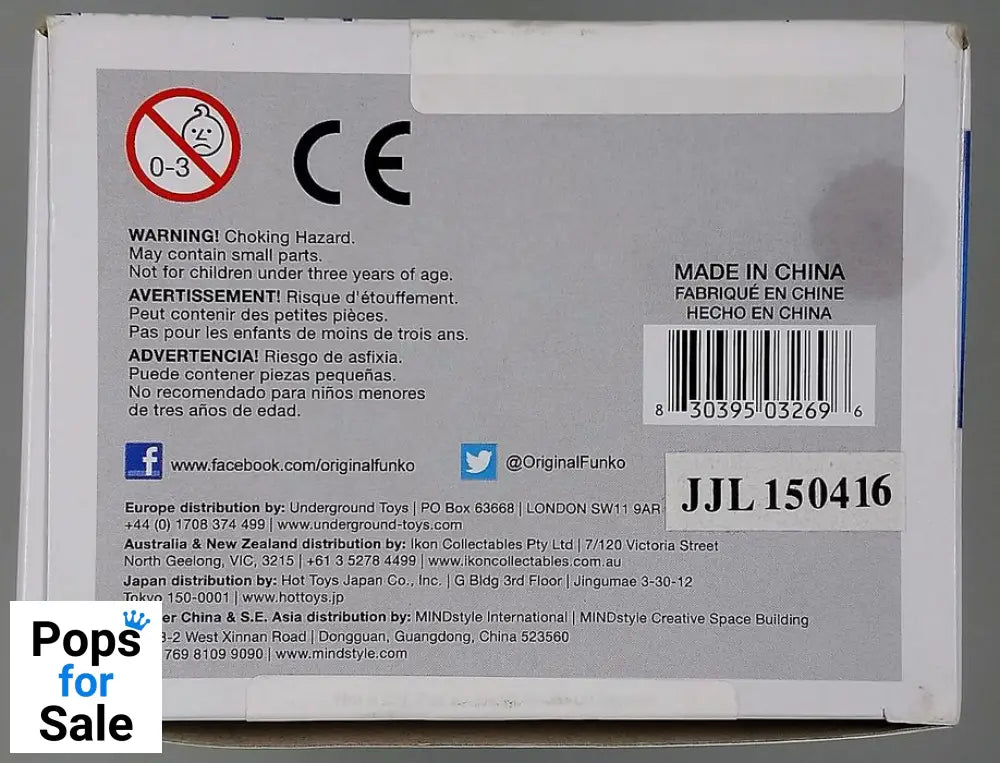 0-3
CE
WARNING! Choking Hazard.
May contain small parts.
Not for children under three years of age.
AVERTISSEMENT! Risque d'étouffement.
Peut contenir des petites pièces.
Pas pour les enfants de moins de trois ans.
ADVERTENCIA! Riesgo de asfixia.
Puede contener piezas pequeñas.
No recomendado para niños menores
de tres años de edad.
MADE IN CHINA
FABRIQUÉ EN CHINE
HECHO EN CHINA
8 30395 03269 6
www.facebook.com/originalfunko
@OriginalFunko
JJL 150416
Europe distribution by: Underground Toys | PO Box 63668 | LONDON SW11 9AR
+44 (0) 1708 374 499 | www.underground-toys.com
Australia & New Zealand distribution by: Ikon Collectables Pty Ltd | 7/120 Victoria Street
North Geelong, VIC, 3215 | +61 3 5278 4499 | www.ikoncollectables.com.au
Japan distribution by: Hot Toys Japan Co., Inc. | G Bldg 3rd Floor | Jingumae 3-30-12
Tokyo 150-0001 | www.hottoys.jp
China & S.E. Asia distribution by: MINDstyle International | MINDstyle Creative Space Building
3-2 West Xinnan Road | Dongguan, Guangdong, China 523560
769 8109 9090 | www.mindstyle.com
Pops
for
Sale